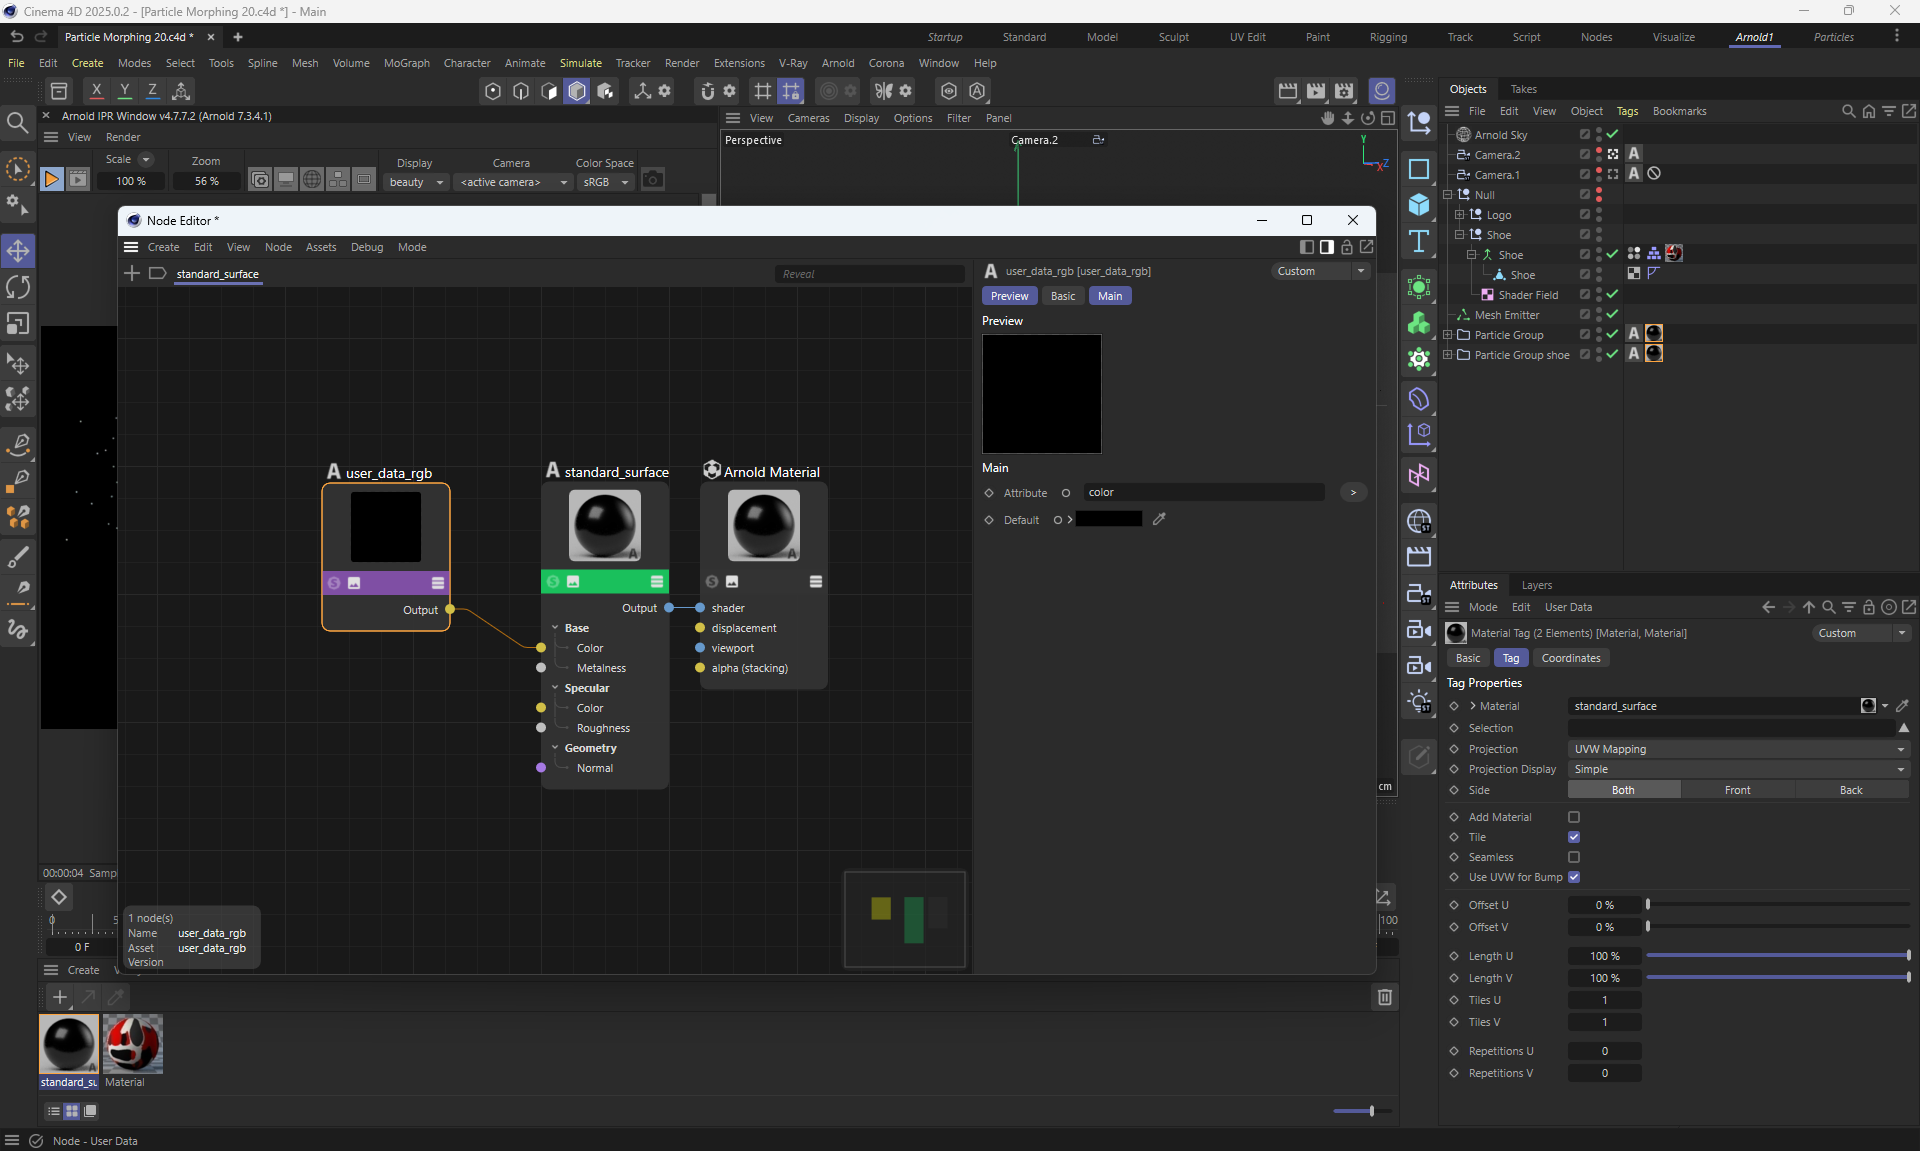 Cinema 4D 2025.0.2 - [Particle Morphing 20.c4d *] - Main
Particle Morphing 20.c4d *
Startup Standard Model Sculpt UV Edit Paint Rigging Track Script Nodes Visualize Arnold1 Particles
File Edit Create Modes Select Tools Spline Mesh Volume MoGraph Character Animate Simulate Tracker Render Extensions V-Ray Arnold Corona Window Help
X Y Z
Arnold IPR Window v4.7.7.2 (Arnold 7.3.4.1)
View Render
Scale Zoom Display Camera Color Space
100 % 56 % beauty <active camera> sRGB
View Cameras Display Options Filter Panel
Perspective
Camera.2
Y
Z
X
Node Editor *
Create Edit View Node Assets Debug Mode
standard_surface
Reveal
user_data_rgb
Output
standard_surface
Output
Base
Color
Metalness
Specular
Color
Roughness
Geometry
Normal
Arnold Material
shader
displacement
viewport
alpha (stacking)
1 node(s)
Name user_data_rgb
Asset user_data_rgb
Version
user_data_rgb [user_data_rgb]
Custom
Preview Basic Main
Preview
Main
Attribute color
>
Default
cm
00:00:04 Samp
0
5
100
0 F
Create
standard_su
Material
Node - User Data
Objects Takes
File Edit View Object Tags Bookmarks
Arnold Sky
Camera.2
Camera.1
Null
Logo
Shoe
Shoe
Shoe
Shader Field
Mesh Emitter
Particle Group
Particle Group shoe
Attributes Layers
Mode Edit User Data
Material Tag (2 Elements) [Material, Material]
Custom
Basic Tag Coordinates
Tag Properties
Material standard_surface
Selection
Projection UVW Mapping
Projection Display Simple
Side Both Front Back
Add Material
Tile
Seamless
Use UVW for Bump
Offset U 0 %
Offset V 0 %
Length U 100 %
Length V 100 %
Tiles U 1
Tiles V 1
Repetitions U 0
Repetitions V 0